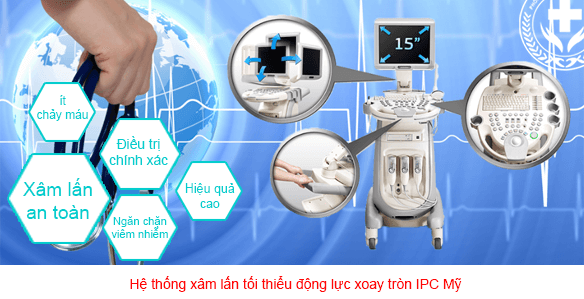 15"
Ít
chảy máu
Điều trị
chính xác
Xâm lấn
an toàn
Hiệu quả
cao
Ngăn chặn
viêm nhiễm
Hệ thống xâm lấn tối thiểu động lực xoay tròn IPC Mỹ